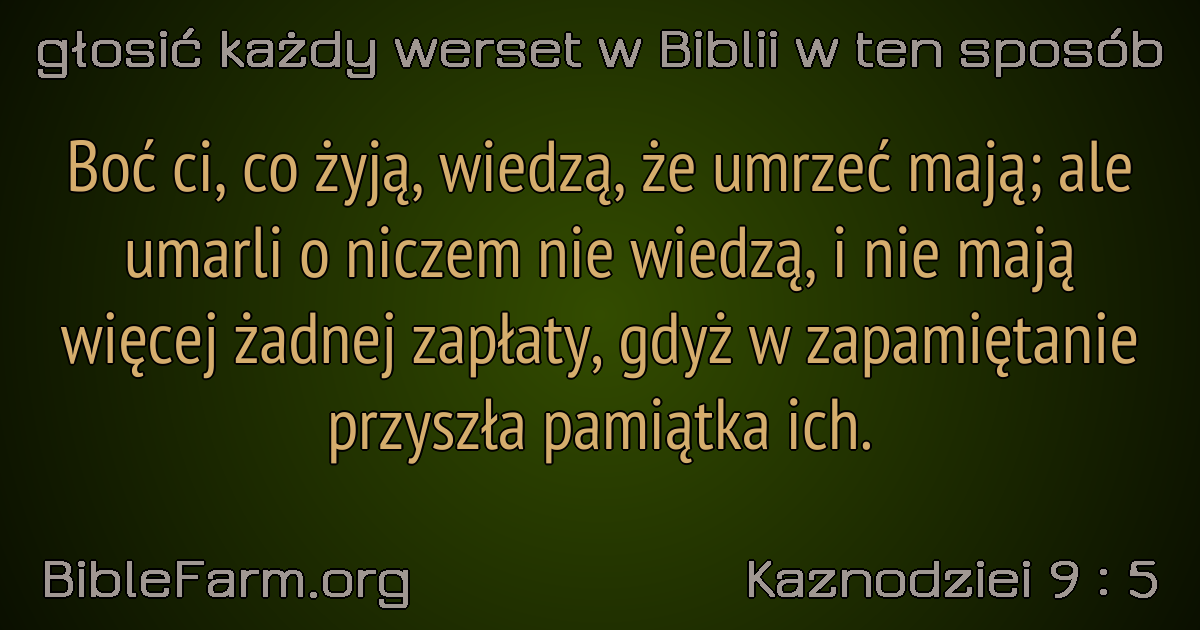 głosić każdy werset w Biblii w ten sposób
Boć ci, co żyją, wiedzą, że umrzeć mają; ale
umarli o niczem nie wiedzą, i nie mają
więcej żadnej zapłaty, gdyż w zapamiętanie
przyszła pamiątka ich.
BibleFarm.org
Kaznodziei 9 : 5